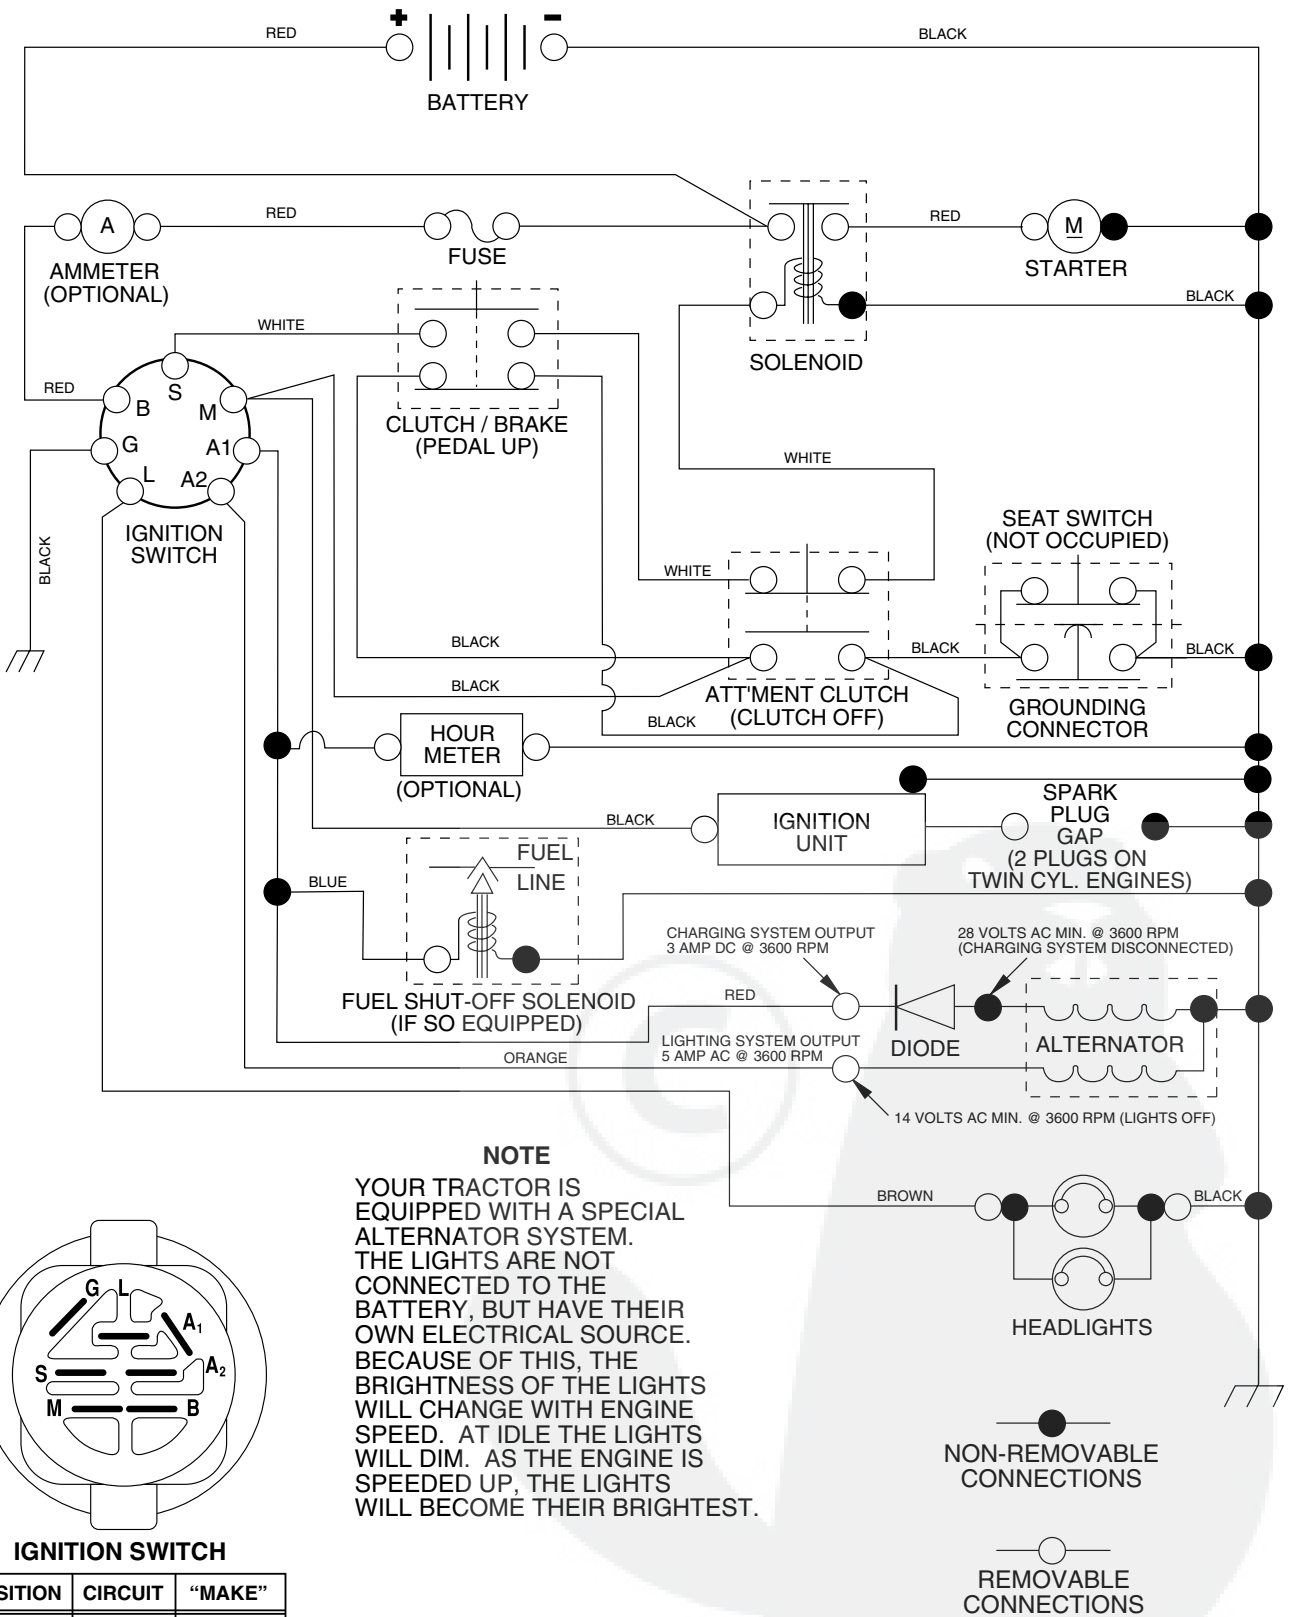 + -
RED
BLACK
BATTERY
A
RED
FUSE
AMMETER
(OPTIONAL)
RED
M
STARTER
BLACK
SOLENOID
WHITE
RED
S
B
M
G
A1
L
A2
IGNITION
SWITCH
BLACK
CLUTCH / BRAKE
(PEDAL UP)
WHITE
WHITE
SEAT SWITCH
(NOT OCCUPIED)
BLACK
BLACK
BLACK
BLACK
BLACK
ATT'MENT CLUTCH
(CLUTCH OFF)
GROUNDING
CONNECTOR
HOUR
METER
(OPTIONAL)
BLACK
IGNITION
UNIT
SPARK
PLUG
GAP
(2 PLUGS ON
TWIN CYL. ENGINES)
FUEL
LINE
BLUE
FUEL SHUT-OFF SOLENOID
(IF SO EQUIPPED)
CHARGING SYSTEM OUTPUT
3 AMP DC @ 3600 RPM
28 VOLTS AC MIN. @ 3600 RPM
(CHARGING SYSTEM DISCONNECTED)
RED
DIODE
ALTERNATOR
LIGHTING SYSTEM OUTPUT
5 AMP AC @ 3600 RPM
ORANGE
14 VOLTS AC MIN. @ 3600 RPM (LIGHTS OFF)
NOTE
YOUR TRACTOR IS
EQUIPPED WITH A SPECIAL
ALTERNATOR SYSTEM.
THE LIGHTS ARE NOT
CONNECTED TO THE
BATTERY, BUT HAVE THEIR
OWN ELECTRICAL SOURCE.
BECAUSE OF THIS, THE
BRIGHTNESS OF THE LIGHTS
WILL CHANGE WITH ENGINE
SPEED. AT IDLE THE LIGHTS
WILL DIM. AS THE ENGINE IS
SPEEDED UP, THE LIGHTS
WILL BECOME THEIR BRIGHTEST.
BROWN
BLACK
HEADLIGHTS
G L
A1
S
A2
M
B
IGNITION SWITCH
SITION CIRCUIT "MAKE"
NON-REMOVABLE
CONNECTIONS
REMOVABLE
CONNECTIONS
©